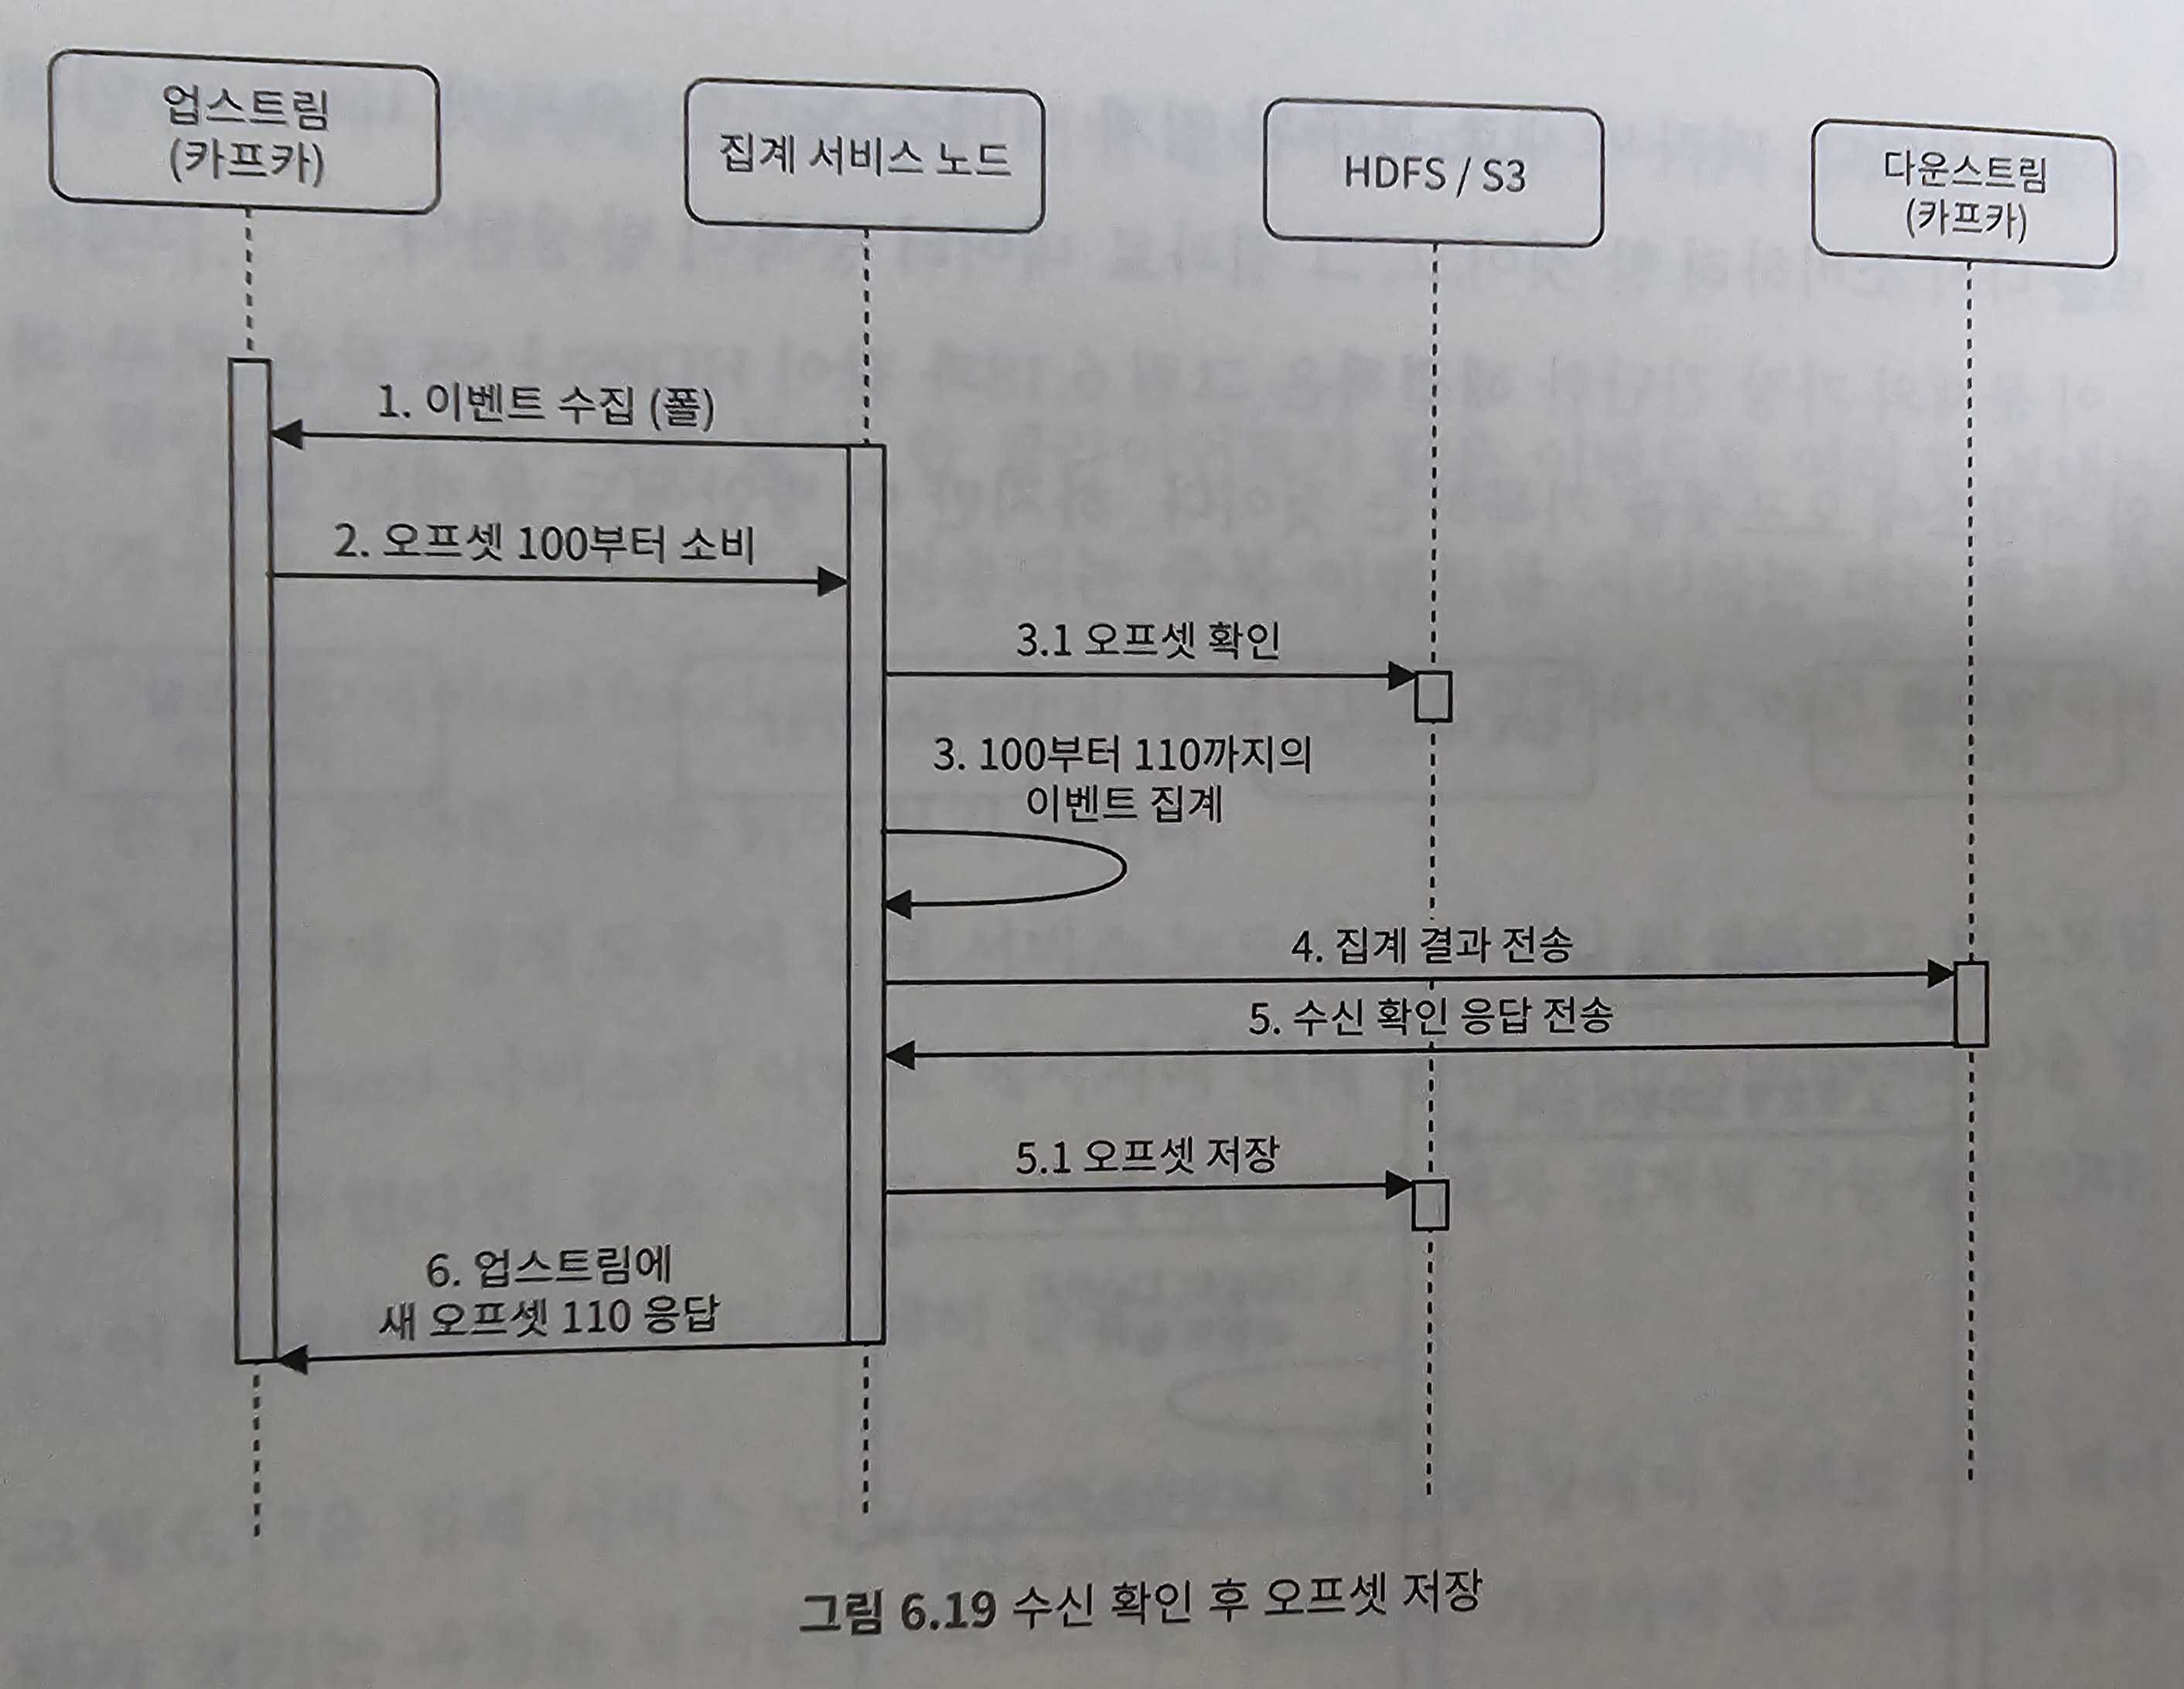 업스트림
(카프카)
집계 서비스 노드
HDFS / S3
다운스트림
(카프카)
1. 이벤트 수집 (폴)
2. 오프셋 100부터 소비
3.1 오프셋 확인
3. 100부터 110까지의
이벤트 집계
4. 집계 결과 전송
5. 수신 확인 응답 전송
5.1 오프셋 저장
6. 업스트림에
새 오프셋 110 응답
그림 6.19 수신 확인 후 오프셋 저장